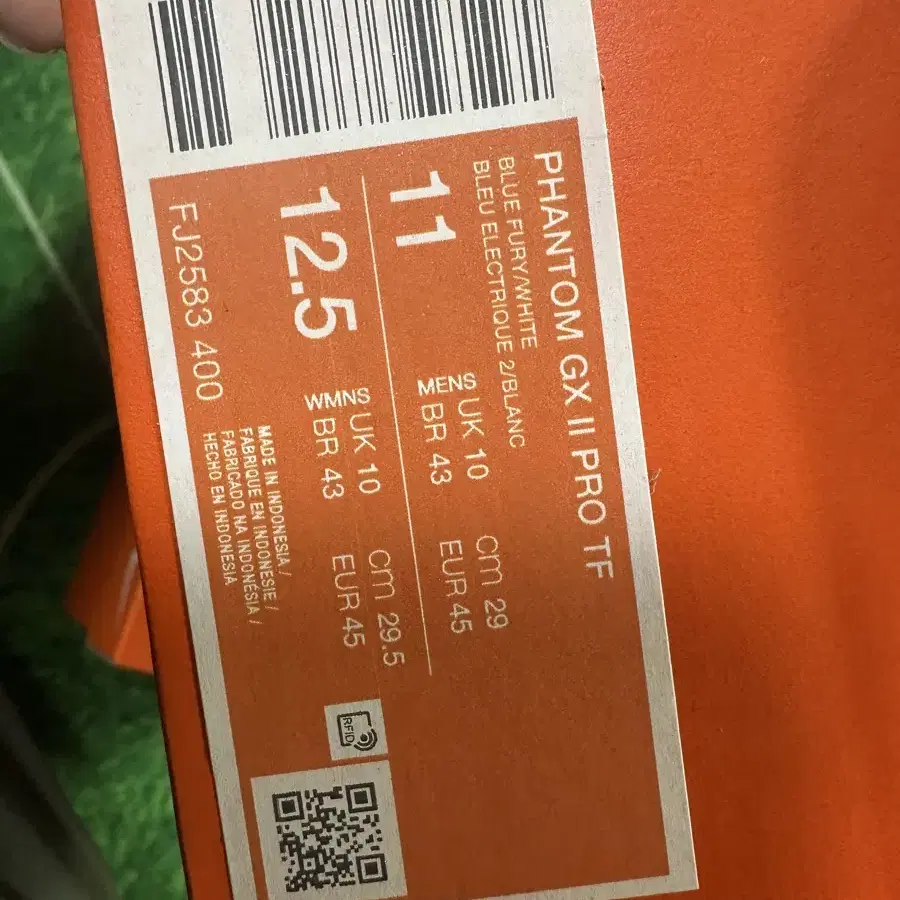 PHANTOM GX II PRO TF
BLUE FURY/WHITE
BLEU ELECTRIQUE 2/BLANC
11
MENS UK 10 CM 29
BR 43 EUR 45
12.5
WMNS UK 10 CM 29.5
BR 43 EUR 45
FJ2583 400
MADE IN INDONESIA /
FABRIQUE EN INDONESIE /
FABRICADO NA INDONÉSIA /
HECHO EN INDONESIA
RFID